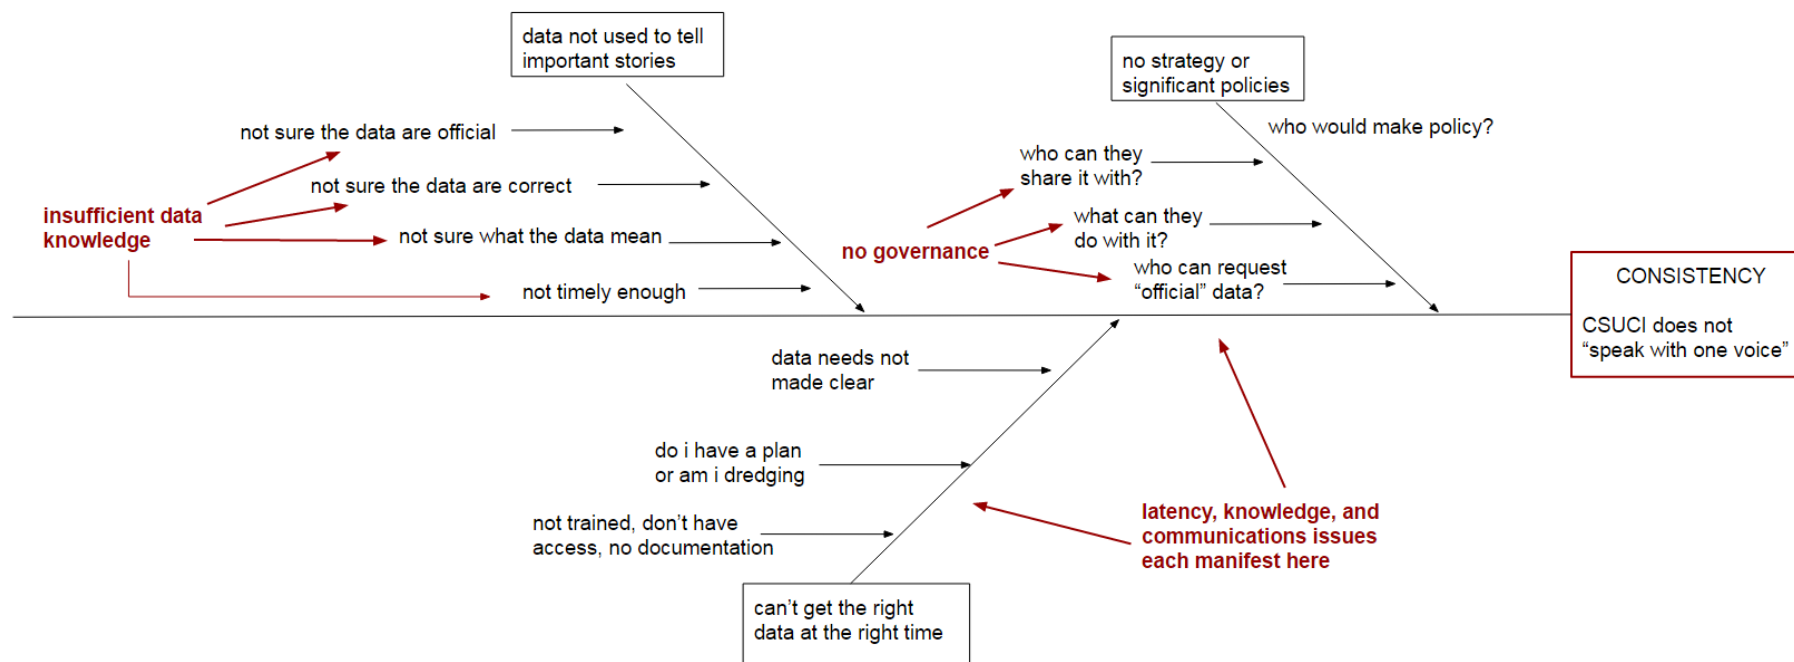 data not used to tell
important stories
no strategy or
significant policies
not sure the data are official
who would make policy?
who can they
share it with?
not sure the data are correct
insufficient data
knowledge
what can they
do with it?
not sure what the data mean
no governance
who can request
“official” data?
not timely enough
CONSISTENCY
CSUCI does not
“speak with one voice”
data needs not
made clear
do i have a plan
or am i dredging
not trained, don’t have
access, no documentation
latency, knowledge, and
communications issues
each manifest here
can’t get the right
data at the right time